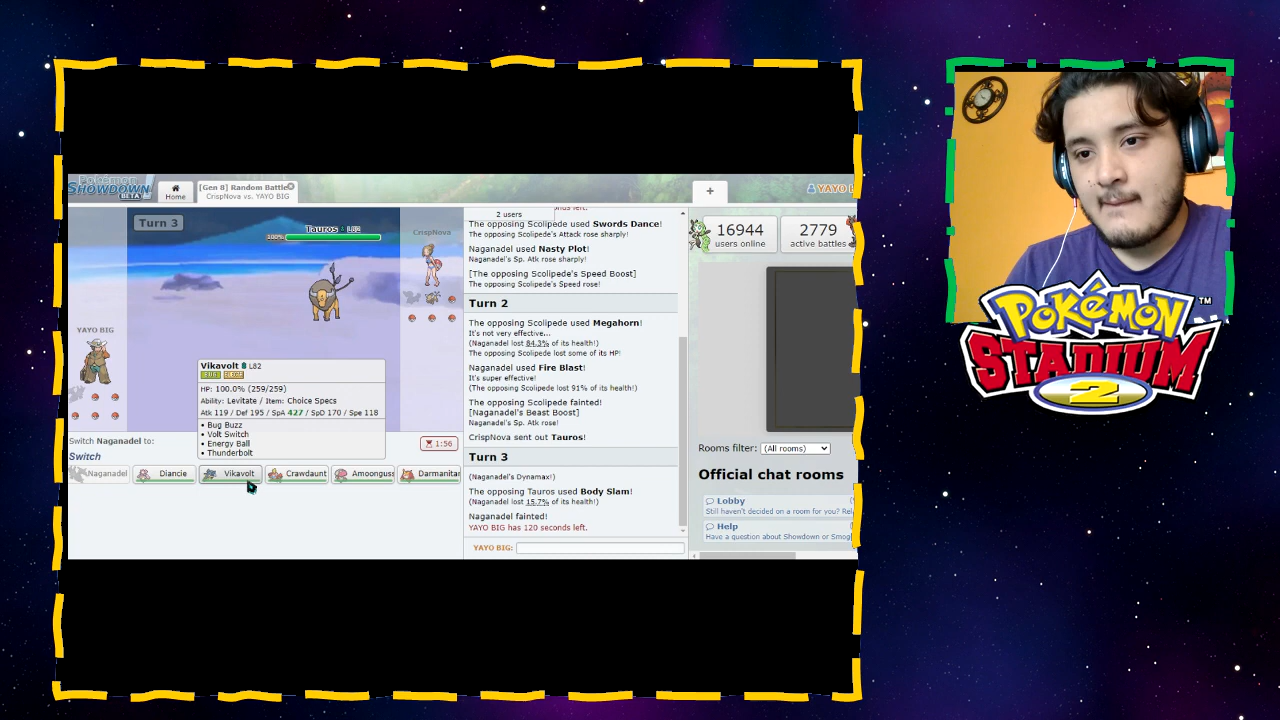 Pokémon
SHOWDOWN
BETA
Home
[Gen 8] Random Battle
CrispNova vs. YAYO BIG
+
YAYO B
Turn 3
Tauros L82
100%
CrispNova
YAYO BIG
Vikavolt L82
BUG ELECTR
HP: 100.0% (259/259)
Ability: Levitate / Item: Choice Specs
Atk 119 / Def 195 / SpA 427 / SpD 170 / Spe 118
• Bug Buzz
• Volt Switch
• Energy Ball
• Thunderbolt
Switch Naganadel to:
1:56
Switch
Naganadel
Diancie
Vikavolt
Crawdaunt
Amoonguss
Darmanitan
2 users
The opposing Scolipede used Swords Dance!
The opposing Scolipede's Attack rose sharply!
Naganadel used Nasty Plot!
Naganadel's Sp. Atk rose sharply!
[The opposing Scolipede's Speed Boost]
The opposing Scolipede's Speed rose!
Turn 2
The opposing Scolipede used Megahorn!
It's not very effective...
(Naganadel lost 84.3% of its health!)
The opposing Scolipede lost some of its HP!
Naganadel used Fire Blast!
It's super effective!
(The opposing Scolipede lost 91% of its health!)
The opposing Scolipede fainted!
[Naganadel's Beast Boost]
Naganadel's Sp. Atk rose!
CrispNova sent out Tauros!
Turn 3
(Naganadel's Dynamax!)
The opposing Tauros used Body Slam!
(Naganadel lost 15.7% of its health!)
Naganadel fainted!
YAYO BIG has 120 seconds left.
YAYO BIG:
16944
users online
2779
active battles
Rooms filter: (All rooms)
Official chat rooms
Lobby
Still haven't decided on a room for you? Rel
Help
Have a question about Showdown or Smog
Pokémon
STADIUM
2
TM